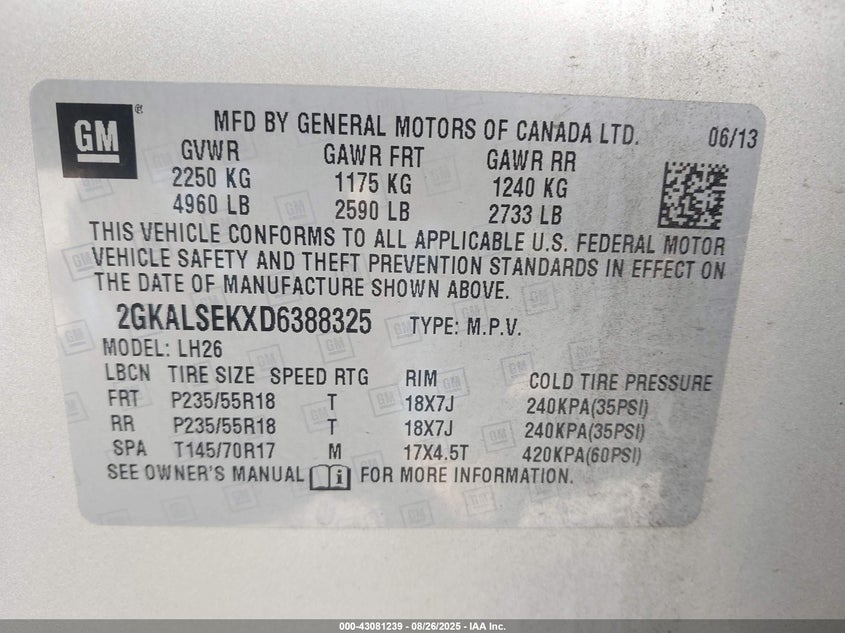 GM®
MFD BY GENERAL MOTORS OF CANADA LTD. 06/13
GVWR GAWR FRT GAWR RR
2250 KG 1175 KG 1240 KG
4960 LB 2590 LB 2733 LB
THIS VEHICLE CONFORMS TO ALL APPLICABLE U.S. FEDERAL MOTOR
VEHICLE SAFETY AND THEFT PREVENTION STANDARDS IN EFFECT ON
THE DATE OF MANUFACTURE SHOWN ABOVE.
2GKALSEKXD6388325 TYPE: M.P.V.
MODEL: LH26
LBCN TIRE SIZE SPEED RTG RIM COLD TIRE PRESSURE
FRT P235/55R18 T 18X7J 240KPA(35PSI)
RR P235/55R18 T 18X7J 240KPA(35PSI)
SPA T145/70R17 M 17X4.5T 420KPA(60PSI)
SEE OWNER'S MANUAL i FOR MORE INFORMATION.
000-43081239 - 08/26/2025 - IAA Inc.